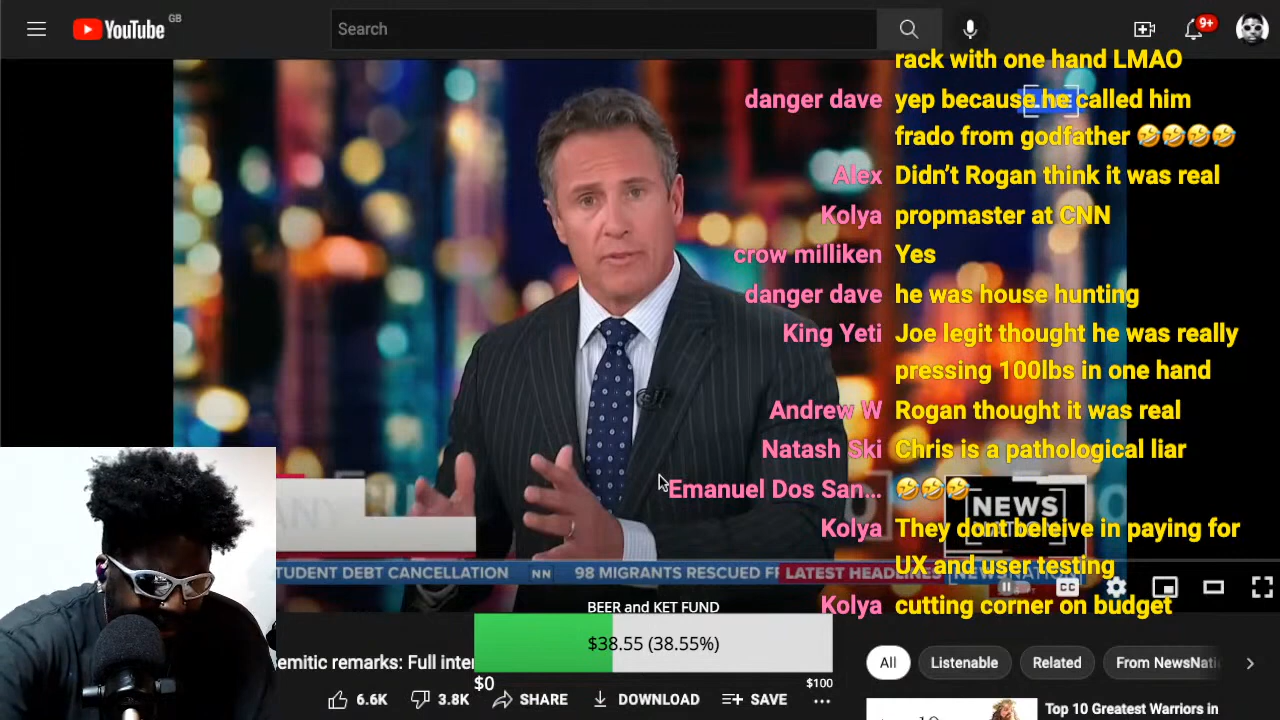 YouTube GB
Search
9+
rack with one hand LMAO
danger dave yep because he called him
frado from godfather 🤣🤣🤣🤣
Alex Didn't Rogan think it was real
Kolya propmaster at CNN
crow milliken Yes
danger dave he was house hunting
King Yeti Joe legit thought he was really
pressing 100lbs in one hand
Andrew W Rogan thought it was real
Natash Ski Chris is a pathological liar
Emanuel Dos San... 🤣🤣🤣
Kolya They dont beleive in paying for
UX and user testing
Kolya cutting corner on budget
NEWS
NATION
TUDENT DEBT CANCELLATION NN 98 MIGRANTS RESCUED LATEST HEADLINES NEWSNATION
CC
BEER and KET FUND
$38.55 (38.55%)
$0
$100
emitic remarks: Full inter
6.6K 3.8K SHARE DOWNLOAD SAVE ...
All Listenable Related From NewsNati
Top 10 Greatest Warriors in